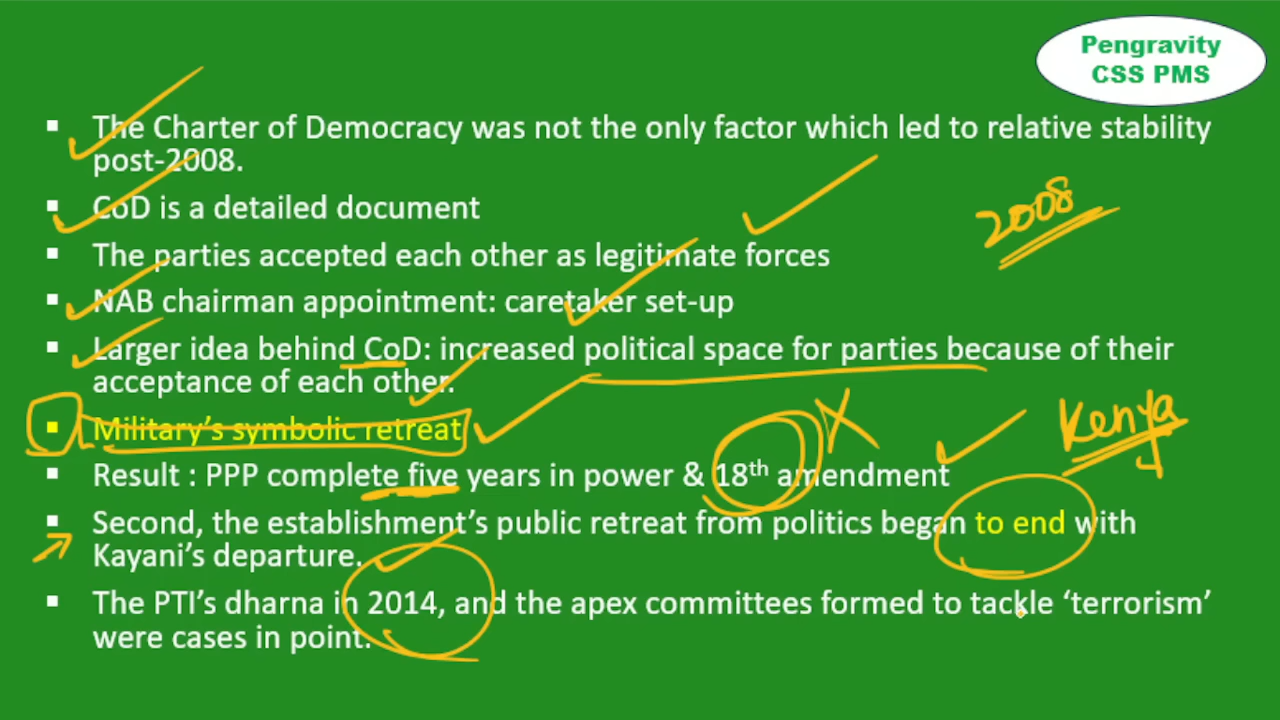 Pengravity
CSS PMS
▪ The Charter of Democracy was not the only factor which led to relative stability
post-2008.
▪ CoD is a detailed document
2008
▪ The parties accepted each other as legitimate forces
▪ NAB chairman appointment: caretaker set-up
▪ Larger idea behind CoD: increased political space for parties because of their
acceptance of each other.
▪ Military's symbolic retreat
Kenya
▪ Result : PPP complete five years in power & 18th amendment
▪ Second, the establishment's public retreat from politics began to end with
Kayani's departure.
▪ The PTI's dharna in 2014, and the apex committees formed to tackle ‘terrorism’
were cases in point.